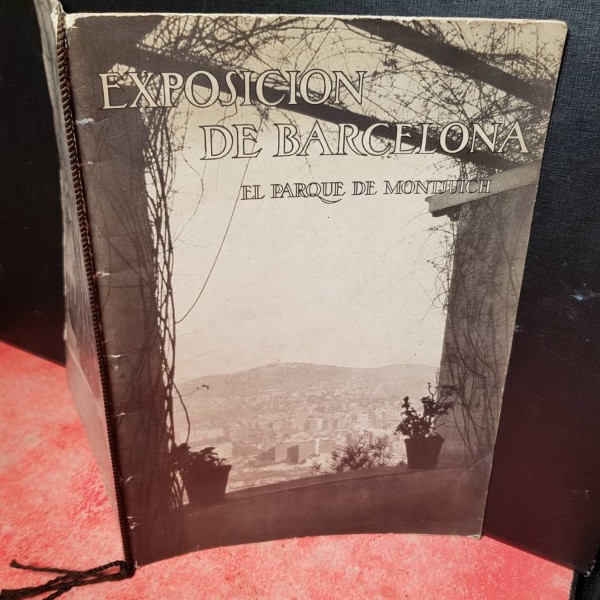 EXPOSICION
DE BARCELONA
EL PARQUE DE MONTJUICH